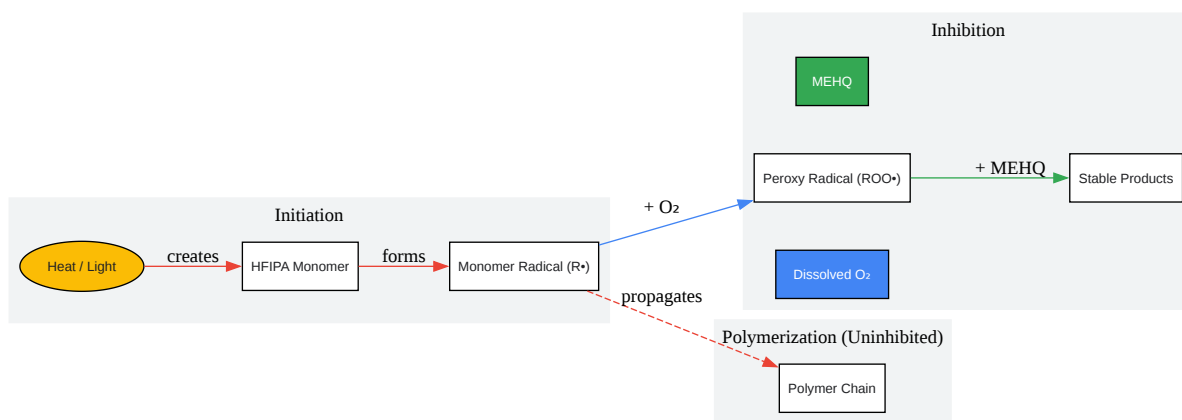 Inhibition
MEHQ
Peroxy Radical (ROO•)
+ MEHQ
Stable Products
Dissolved O₂
Initiation
Heat / Light
creates
HFIPA Monomer
forms
Monomer Radical (R•)
+ O₂
propagates
Polymerization (Uninhibited)
Polymer Chain